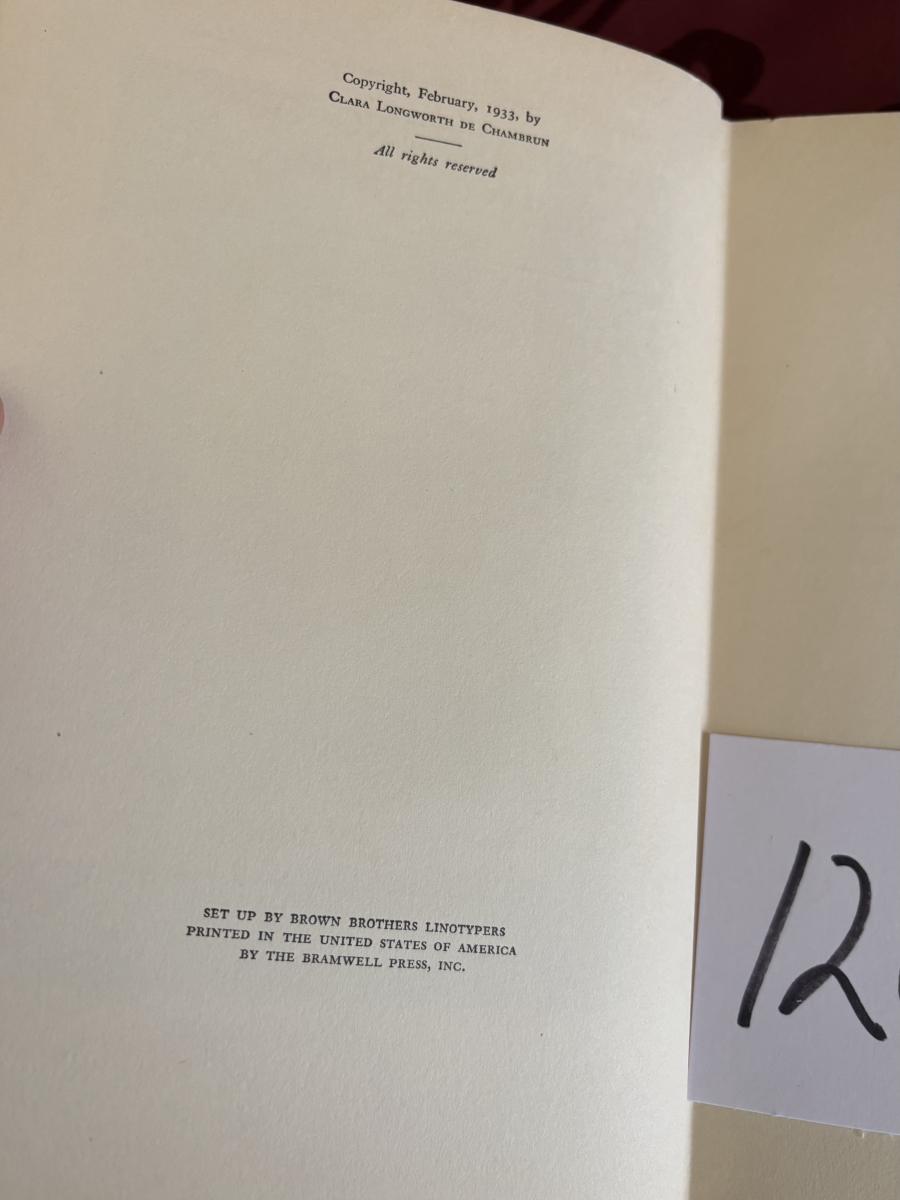 Copyright, February, 1933, by
CLARA LONGWORTH DE CHAMBRUN
All rights reserved
SET UP BY BROWN BROTHERS LINOTYPERS
PRINTED IN THE UNITED STATES OF AMERICA
BY THE BRAMWELL PRESS, INC.
12